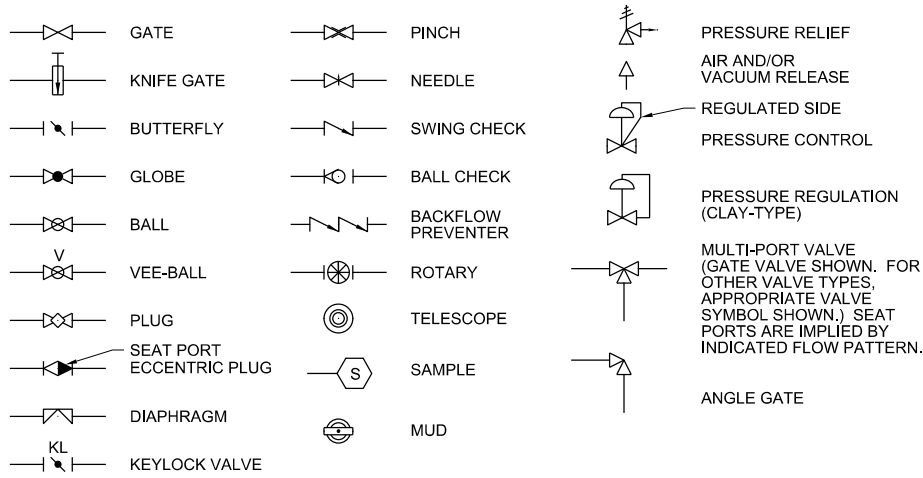 GATE
KNIFE GATE
BUTTERFLY
GLOBE
BALL
V
VEE-BALL
PLUG
SEAT PORT
ECCENTRIC PLUG
DIAPHRAGM
KL
KEYLOCK VALVE
PINCH
NEEDLE
SWING CHECK
BALL CHECK
BACKFLOW
PREVENTER
ROTARY
TELESCOPE
S
SAMPLE
MUD
PRESSURE RELIEF
AIR AND/OR
VACUUM RELEASE
REGULATED SIDE
PRESSURE CONTROL
PRESSURE REGULATION
(CLAY-TYPE)
MULTI-PORT VALVE
(GATE VALVE SHOWN. FOR
OTHER VALVE TYPES,
APPROPRIATE VALVE
SYMBOL SHOWN.) SEAT
PORTS ARE IMPLIED BY
INDICATED FLOW PATTERN.
ANGLE GATE